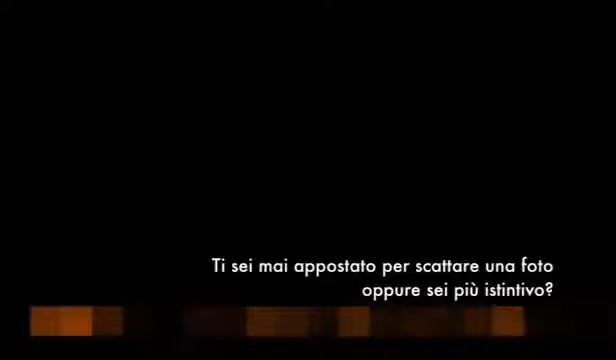 Ti sei mai appostato per scattare una foto
oppure sei più istintivo?